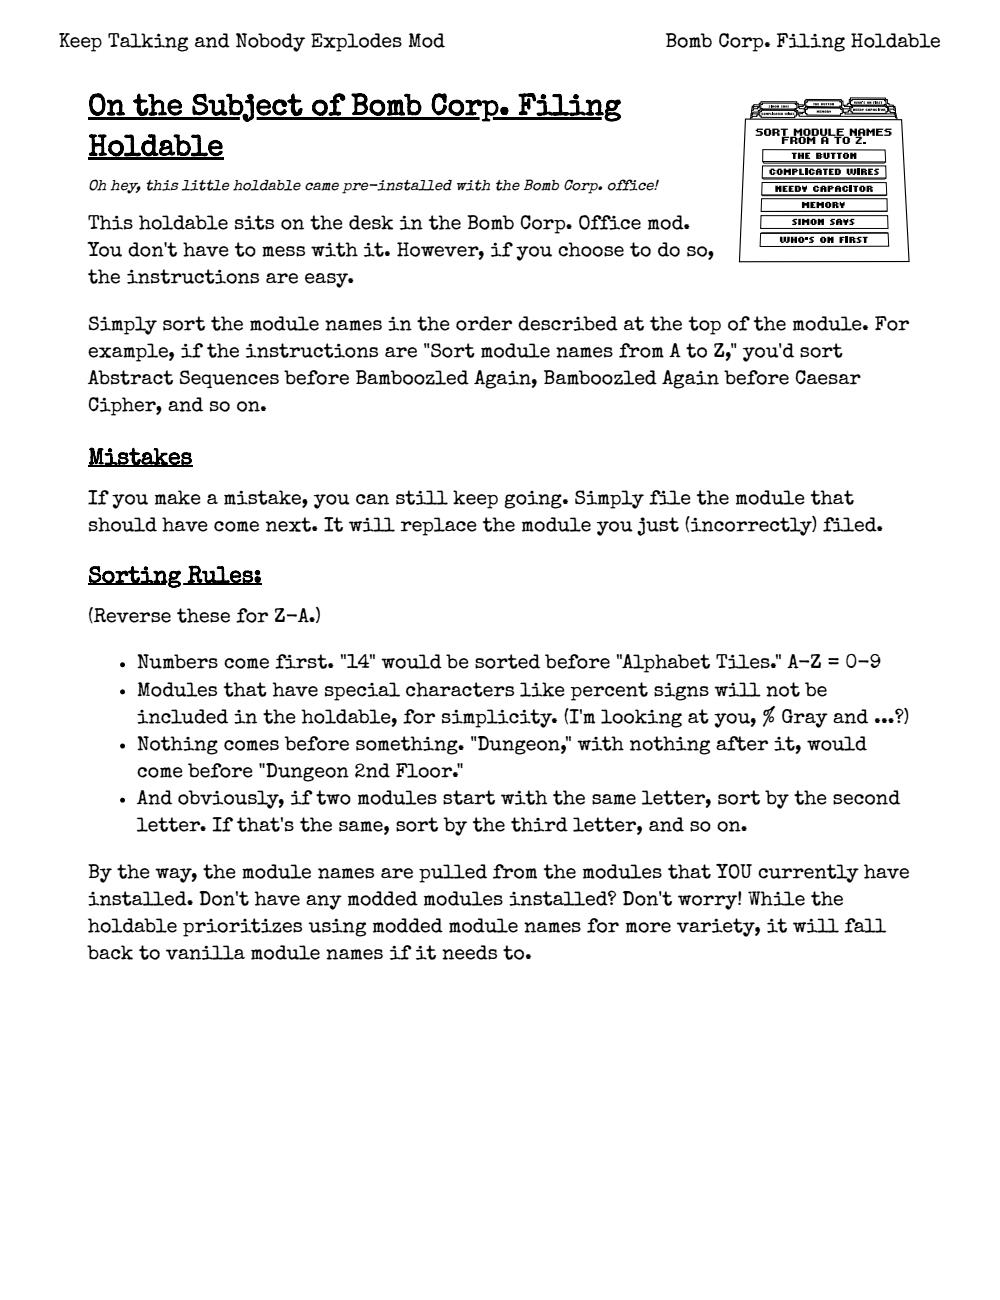 Keep Talking and Nobody Explodes Mod
Bomb Corp. Filing Holdable
On the Subject of Bomb Corp. Filing
Holdable
Oh hey, this little holdable came pre-installed with the Bomb Corp. office!
This holdable sits on the desk in the Bomb Corp. Office mod.
You don't have to mess with it. However, if you choose to do so,
the instructions are easy.
SIMON SAYS
THE BUTTON
WHO'S ON FIRST
COMPLICATED WIRES
MEMORY
NEEDY CAPACITOR
SORT MODULE NAMES
FROM A TO Z.
THE BUTTON
COMPLICATED WIRES
NEEDY CAPACITOR
MEMORY
SIMON SAYS
WHO'S ON FIRST
Simply sort the module names in the order described at the top of the module. For
example, if the instructions are "Sort module names from A to Z," you'd sort
Abstract Sequences before Bamboozled Again, Bamboozled Again before Caesar
Cipher, and so on.
Mistakes
If you make a mistake, you can still keep going. Simply file the module that
should have come next. It will replace the module you just (incorrectly) filed.
Sorting Rules:
(Reverse these for Z-A.)
• Numbers come first. "14" would be sorted before "Alphabet Tiles." A-Z = 0-9
• Modules that have special characters like percent signs will not be
included in the holdable, for simplicity. (I'm looking at you, % Gray and ...?)
• Nothing comes before something. "Dungeon," with nothing after it, would
come before "Dungeon 2nd Floor."
• And obviously, if two modules start with the same letter, sort by the second
letter. If that's the same, sort by the third letter, and so on.
By the way, the module names are pulled from the modules that YOU currently have
installed. Don't have any modded modules installed? Don't worry! While the
holdable prioritizes using modded module names for more variety, it will fall
back to vanilla module names if it needs to.